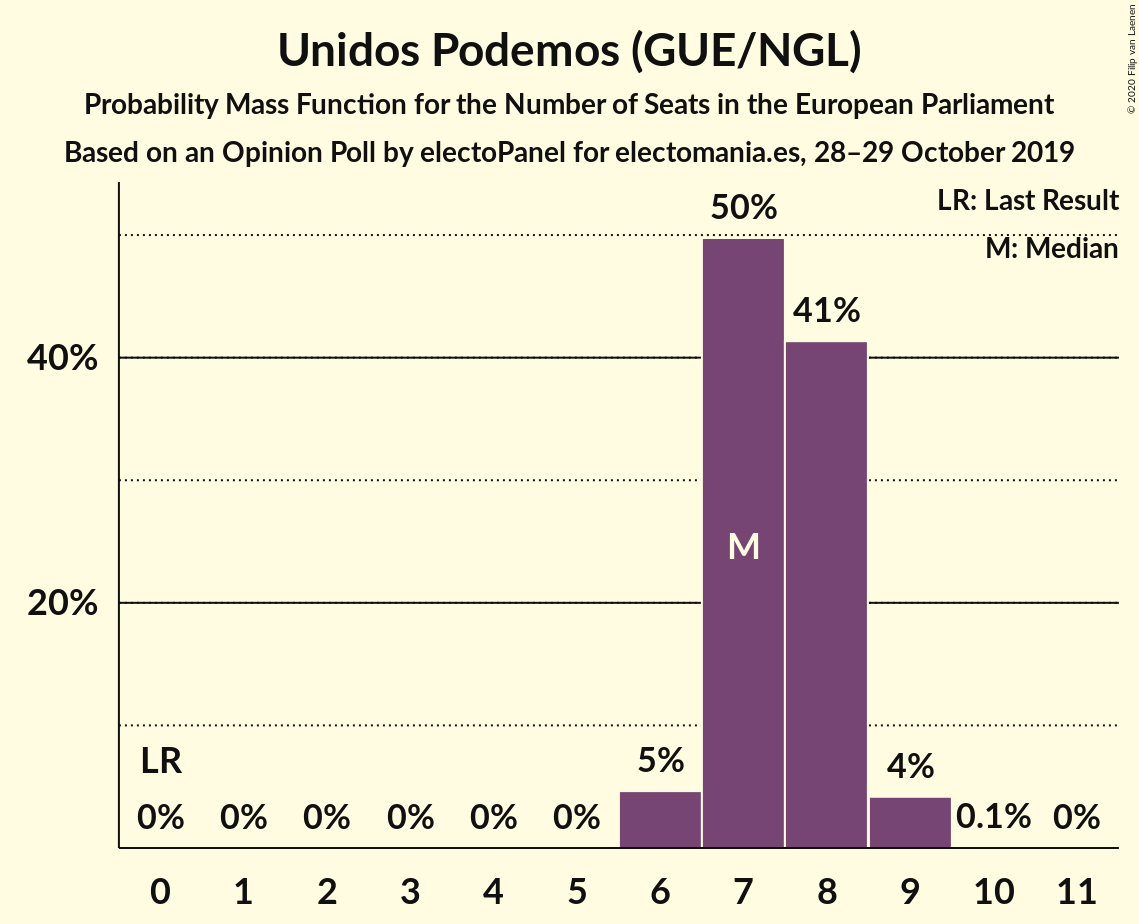 Unidos Podemos (GUE/NGL)
Probability Mass Function for the Number of Seats in the European Parliament
Based on an Opinion Poll by electoPanel for electomania.es, 28–29 October 2019
© 2020 Filip van Laenen
LR: Last Result
M: Median
50%
41%
40%
M
20%
LR
5%
4%
0% 0% 0% 0% 0% 0% 0.1% 0%
0 1 2 3 4 5 6 7 8 9 10 11